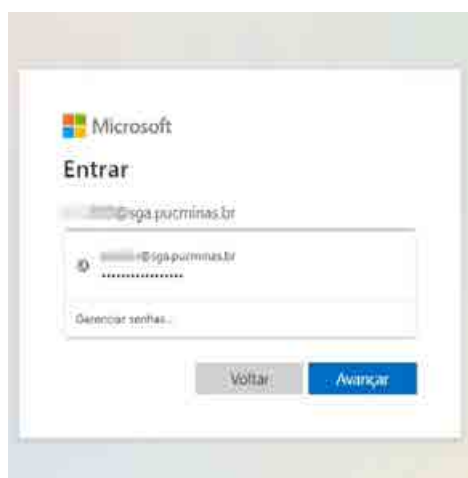 Microsoft
Entrar
@sga.pucminas.br
@sga.pucminas.br
•••••••••••••••••
Gerenciar senhas...
Voltar
Avançar